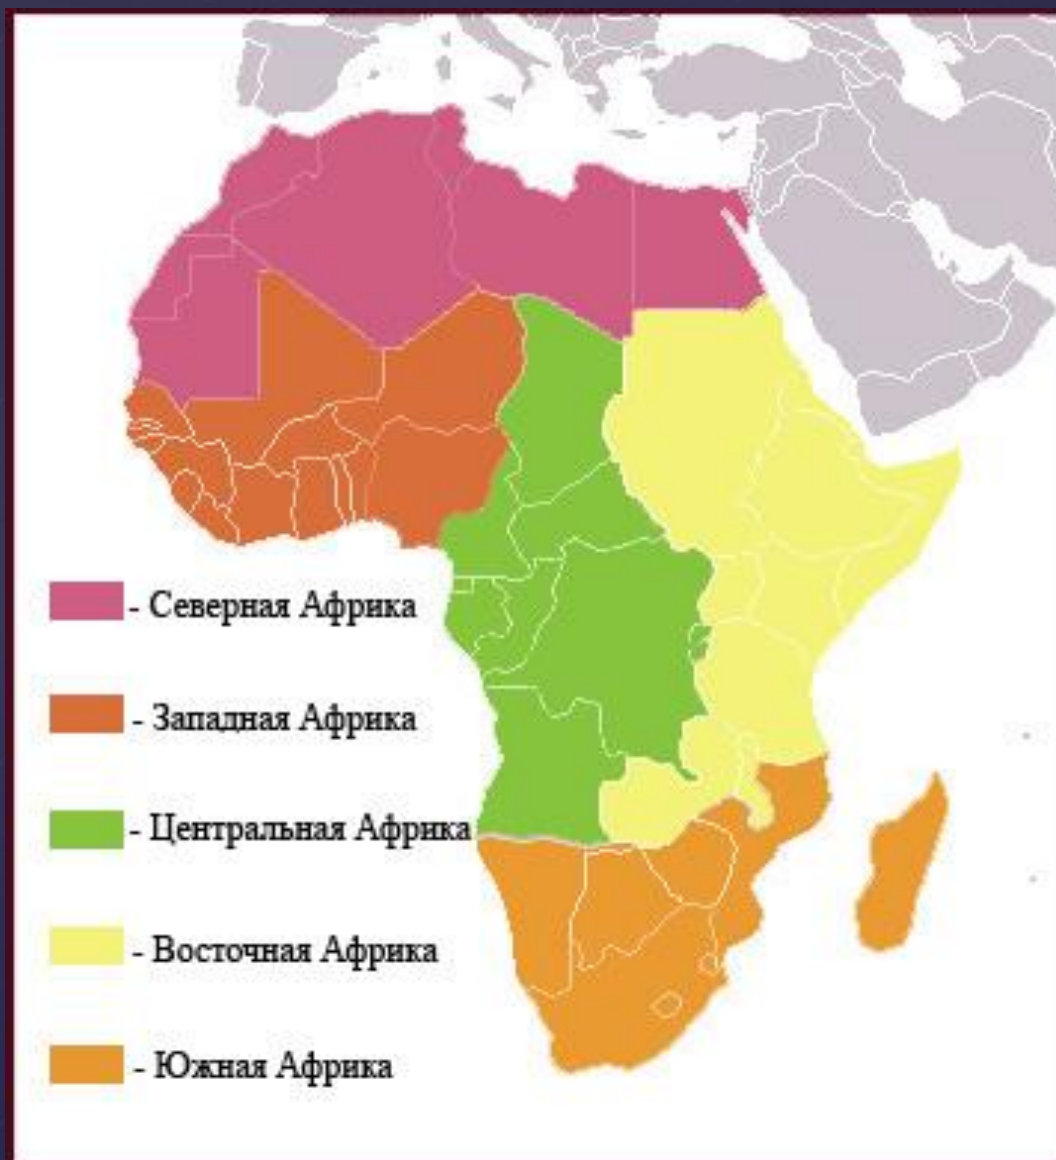 - Северная Африка
- Западная Африка
- Центральная Африка
- Восточная Африка
- Южная Африка